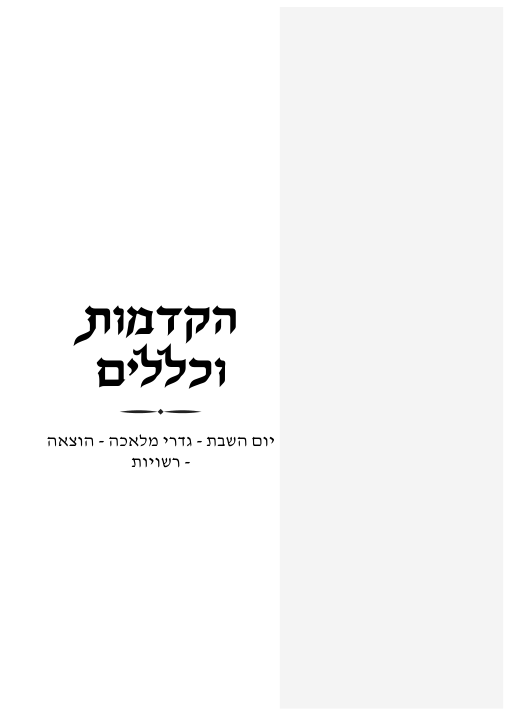 הקדמות
וכללים
יום השבת - גדרי מלאכה - הוצאה
- רשויות